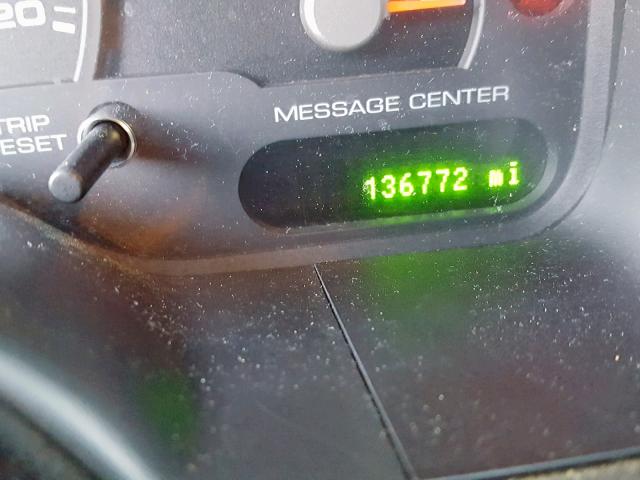 20
MESSAGE CENTER
TRIP
RESET
136772 mi